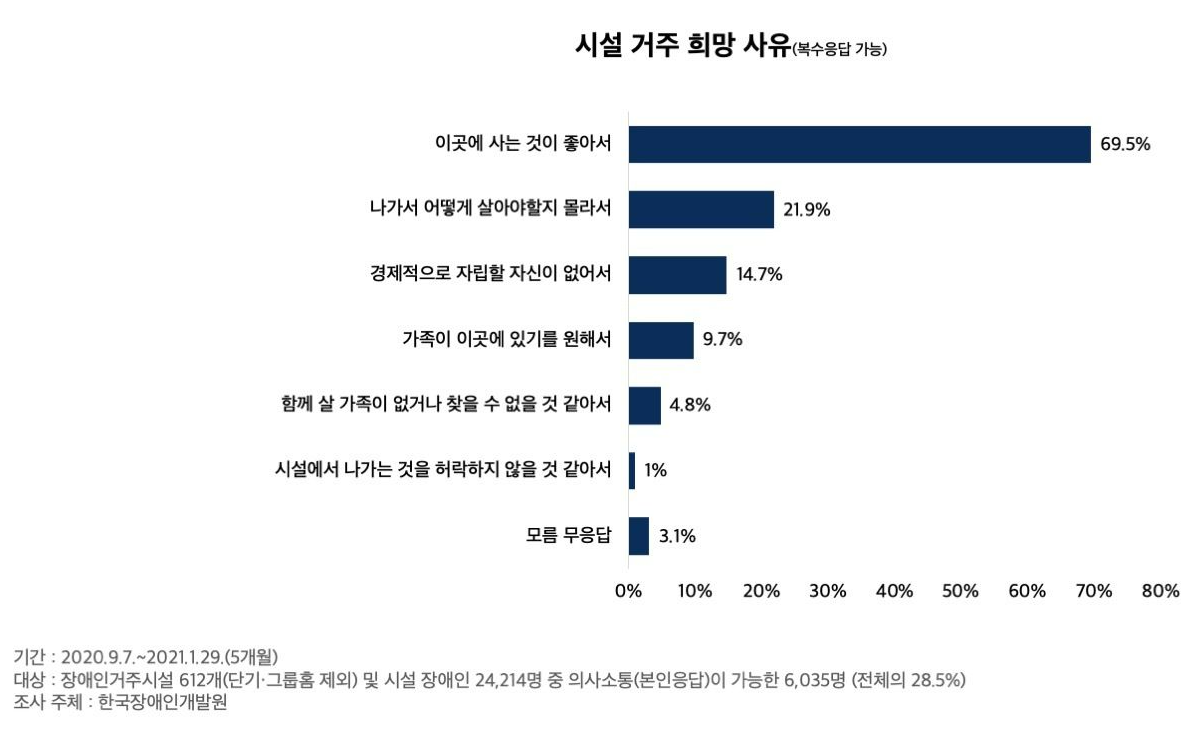 시설 거주 희망 사유(복수응답 가능)
이곳에 사는 것이 좋아서 69.5%
나가서 어떻게 살아야할지 몰라서 21.9%
경제적으로 자립할 자신이 없어서 14.7%
가족이 이곳에 있기를 원해서 9.7%
함께 살 가족이 없거나 찾을 수 없을 것 같아서 4.8%
시설에서 나가는 것을 허락하지 않을 것 같아서 1%
모름 무응답 3.1%
0% 10% 20% 30% 40% 50% 60% 70% 80%
기간 : 2020.9.7.~2021.1.29.(5개월)
대상 : 장애인거주시설 612개(단기·그룹홈 제외) 및 시설 장애인 24,214명 중 의사소통(본인응답)이 가능한 6,035명 (전체의 28.5%)
조사 주체 : 한국장애인개발원